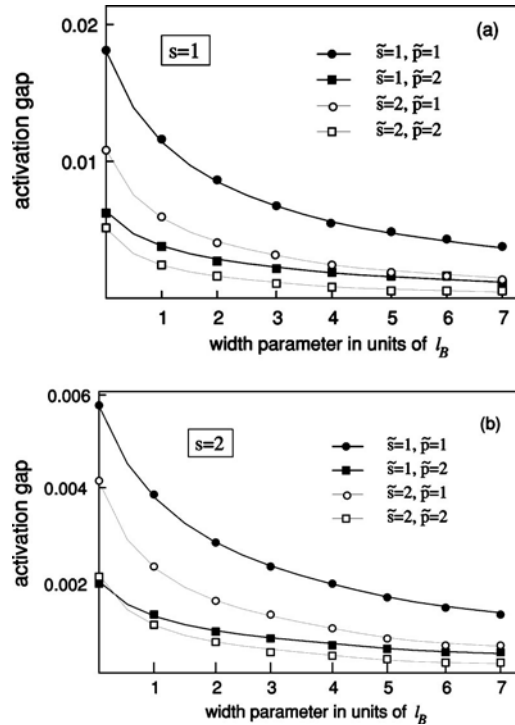 0.02
(a)
s=1
s̃=1, p̃=1
s̃=1, p̃=2
s̃=2, p̃=1
s̃=2, p̃=2
0.01
activation gap
1 2 3 4 5 6 7
width parameter in units of l_B
0.006
(b)
s=2
s̃=1, p̃=1
s̃=1, p̃=2
s̃=2, p̃=1
s̃=2, p̃=2
0.004
0.002
activation gap
1 2 3 4 5 6 7
width parameter in units of l_B